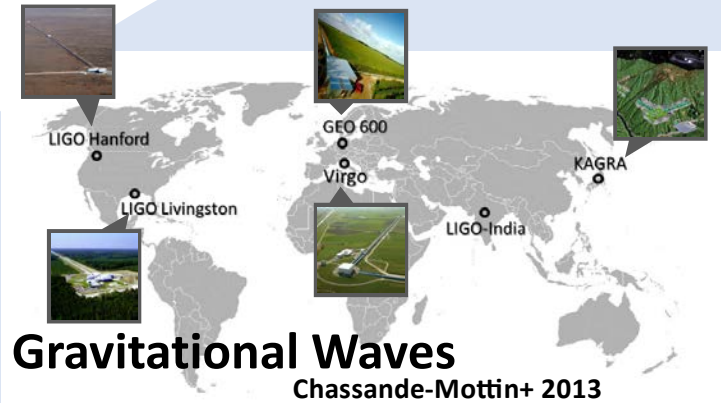 LIGO Hanford
GEO 600
KAGRA
Virgo
LIGO Livingston
LIGO-India
Gravitational Waves
Chassande-Mottin+ 2013